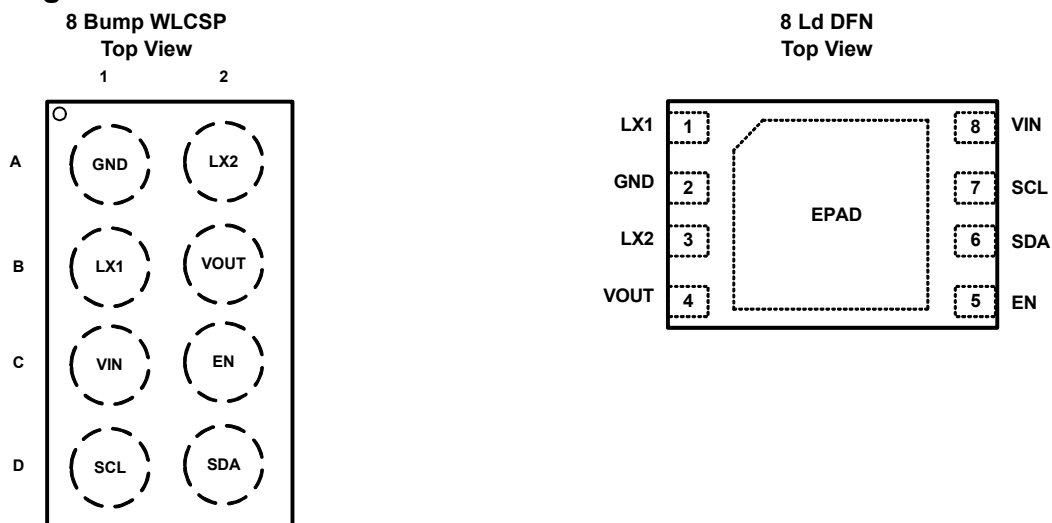 8 Bump WLCSP
Top View
1 2
A GND LX2
B LX1 VOUT
C VIN EN
D SCL SDA
8 Ld DFN
Top View
LX1 1 8 VIN
GND 2 7 SCL
EPAD
LX2 3 6 SDA
VOUT 4 5 EN